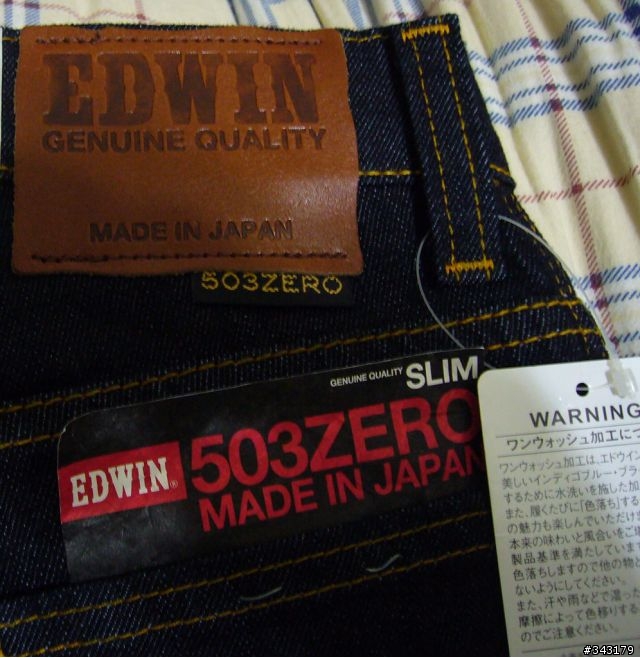 EDWIN
GENUINE QUALITY
MADE IN JAPAN
503ZERO
GENUINE QUALITY SLIM
503ZERO
EDWIN®
MADE IN JAPAN
WARNING
ワンウォッシュ加工につ
ワンウォッシュ加工は、エドウイン
美しいインディゴブルー・ブラ
するために水洗いを施した加
また、履くたびに「色落ち」する
の魅力も楽しんでいただけ
本来の味わいと風合いをご
製品基準を満たしています
色落ちしますので他の物と
ないようにしてください。
また、汗や雨などで湿った
摩擦によって色移りする
のでご注意ください。
#343179